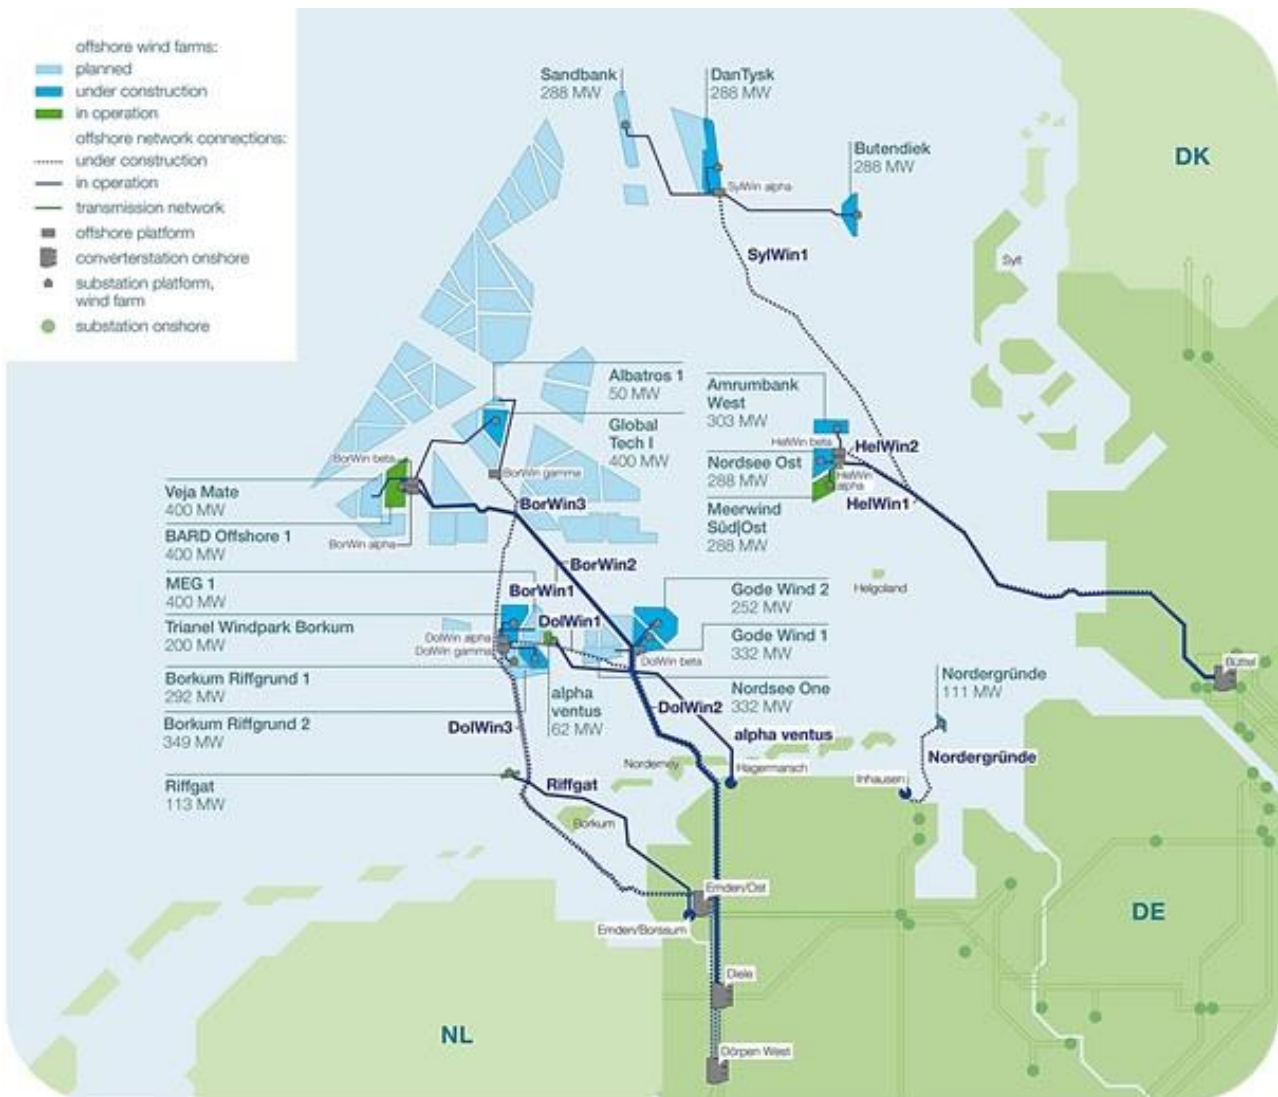 offshore wind farms:
planned
under construction
in operation
offshore network connections:
under construction
in operation
transmission network
offshore platform
converterstation onshore
substation platform,
wind farm
substation onshore
Sandbank
288 MW
DanTysk
288 MW
Butendiek
288 MW
DK
SylWin alpha
SylWin1
Sylt
Albatros 1
50 MW
Global
Tech I
400 MW
Amrumbank
West
303 MW
HelWin beta
HelWin2
Nordsee Ost
288 MW
HelWin
alpha
HelWin1
Meerwind
Süd|Ost
288 MW
BorWin beta
BorWin gamma
Veja Mate
400 MW
BorWin3
BARD Offshore 1
400 MW
BorWin alpha
BorWin2
MEG 1
400 MW
BorWin1
Helgoland
Gode Wind 2
252 MW
Trianel Windpark Borkum
200 MW
DolWin1
DolWin alpha
DolWin gamma
Gode Wind 1
332 MW
DolWin beta
Büttel
Borkum Riffgrund 1
292 MW
Nordsee One
332 MW
Nordergründe
111 MW
alpha
ventus
62 MW
Borkum Riffgrund 2
349 MW
DolWin3
DolWin2
alpha ventus
Nordergründe
Norderney
Hagermarsch
Inhausen
Riffgat
113 MW
Riffgat
Borkum
Emden/Ost
Emden/Borssum
DE
Diele
NL
Dörpen West